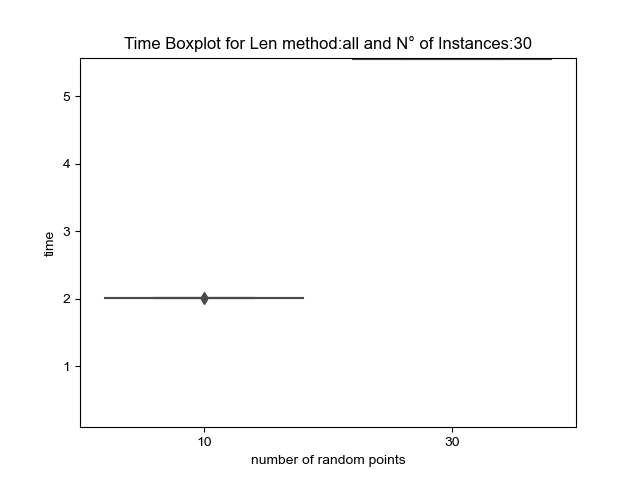 Time Boxplot for Len method:all and N° of Instances:30
5
4
3
2
1
time
10
30
number of random points